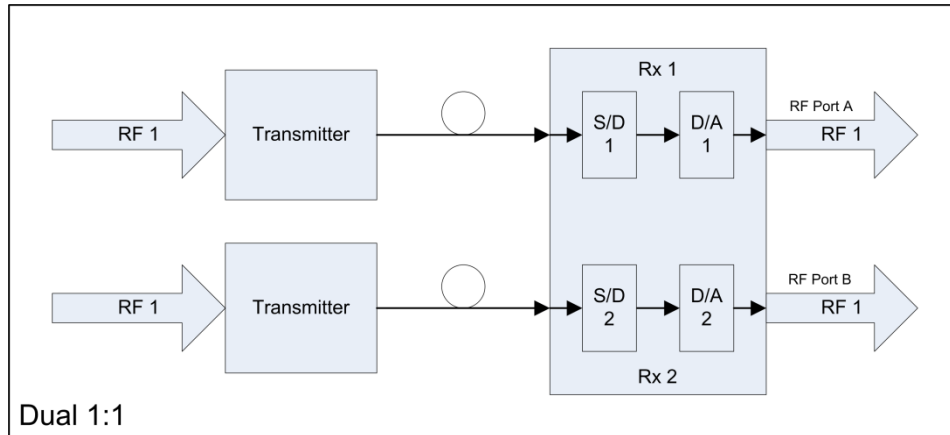 Rx 1
RF 1
Transmitter
S/D
1
D/A
1
RF Port A
RF 1
RF 1
Transmitter
S/D
2
D/A
2
RF Port B
RF 1
Rx 2
Dual 1:1